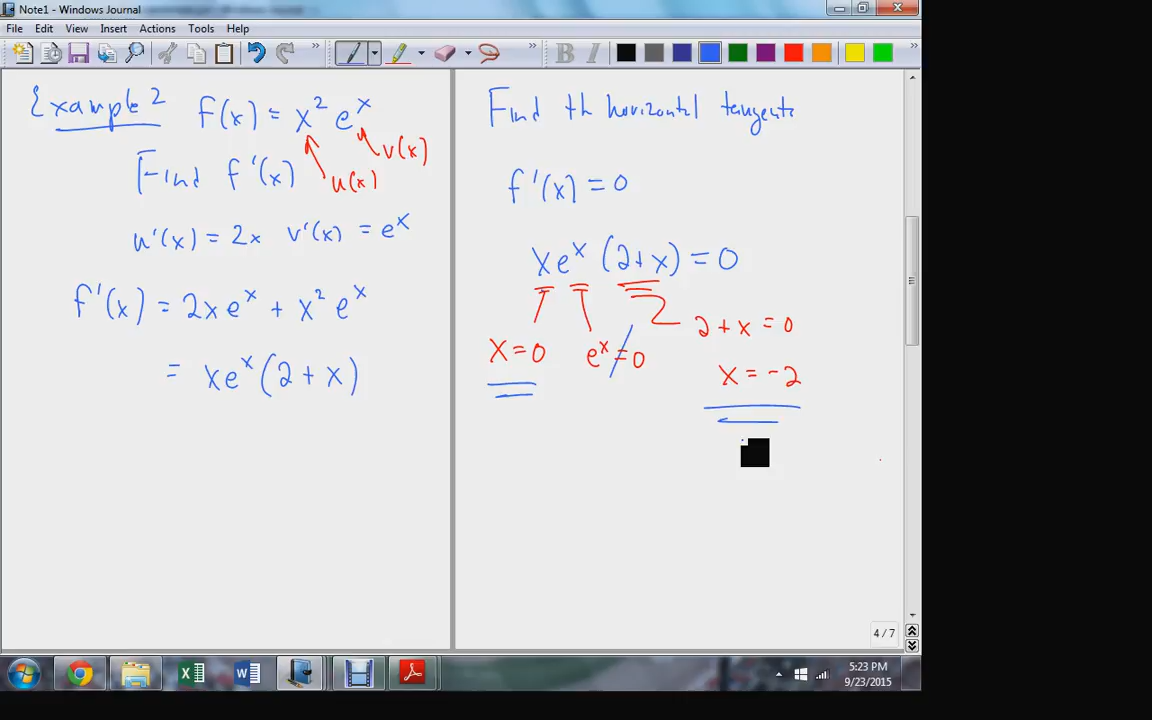 Note1 - Windows Journal
File Edit View Insert Actions Tools Help
Example 2 f(x) = x² eˣ
v(x)
Find f'(x) u(x)
u'(x) = 2x v'(x) = eˣ
f'(x) = 2x eˣ + x² eˣ
= x eˣ (2 + x)
Find th horizontal tangents
f'(x) = 0
x eˣ (2 + x) = 0
2 + x = 0
x = 0 eˣ ≠ 0
x = -2
4 / 7
5:23 PM
9/23/2015